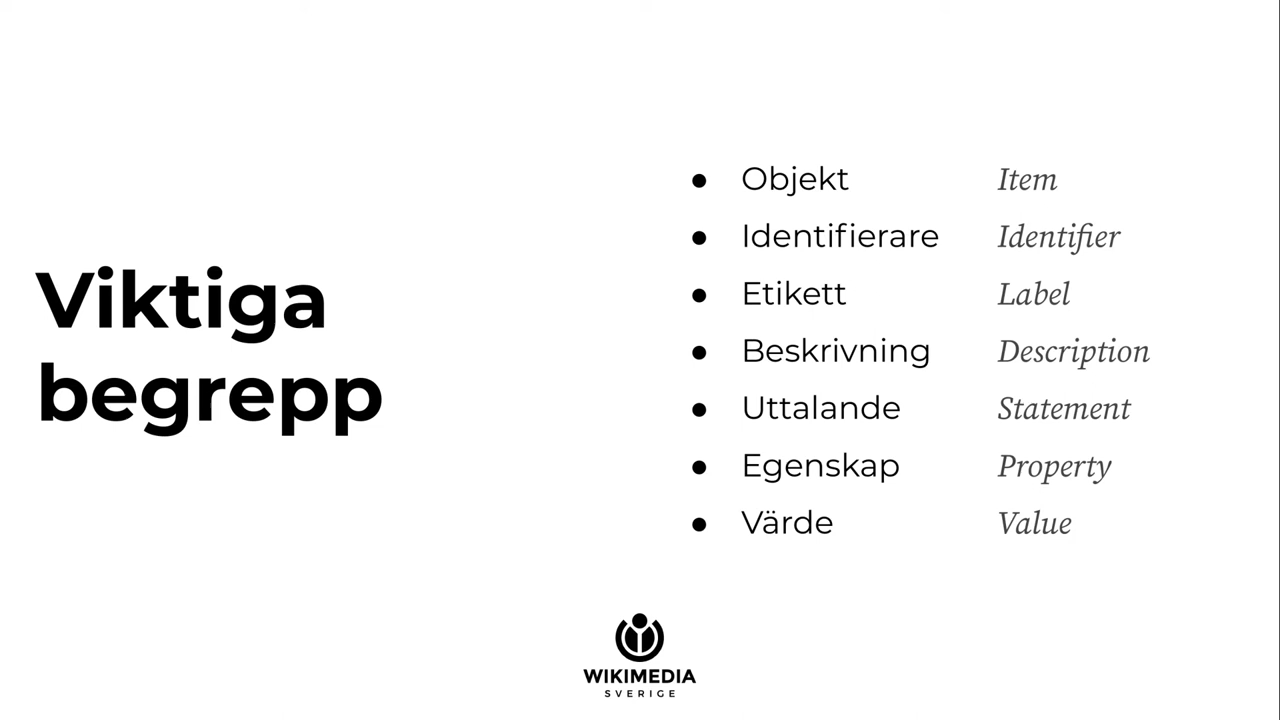 Viktiga
begrepp
● Objekt Item
● Identifierare Identifier
● Etikett Label
● Beskrivning Description
● Uttalande Statement
● Egenskap Property
● Värde Value
WIKIMEDIA
SVERIGE